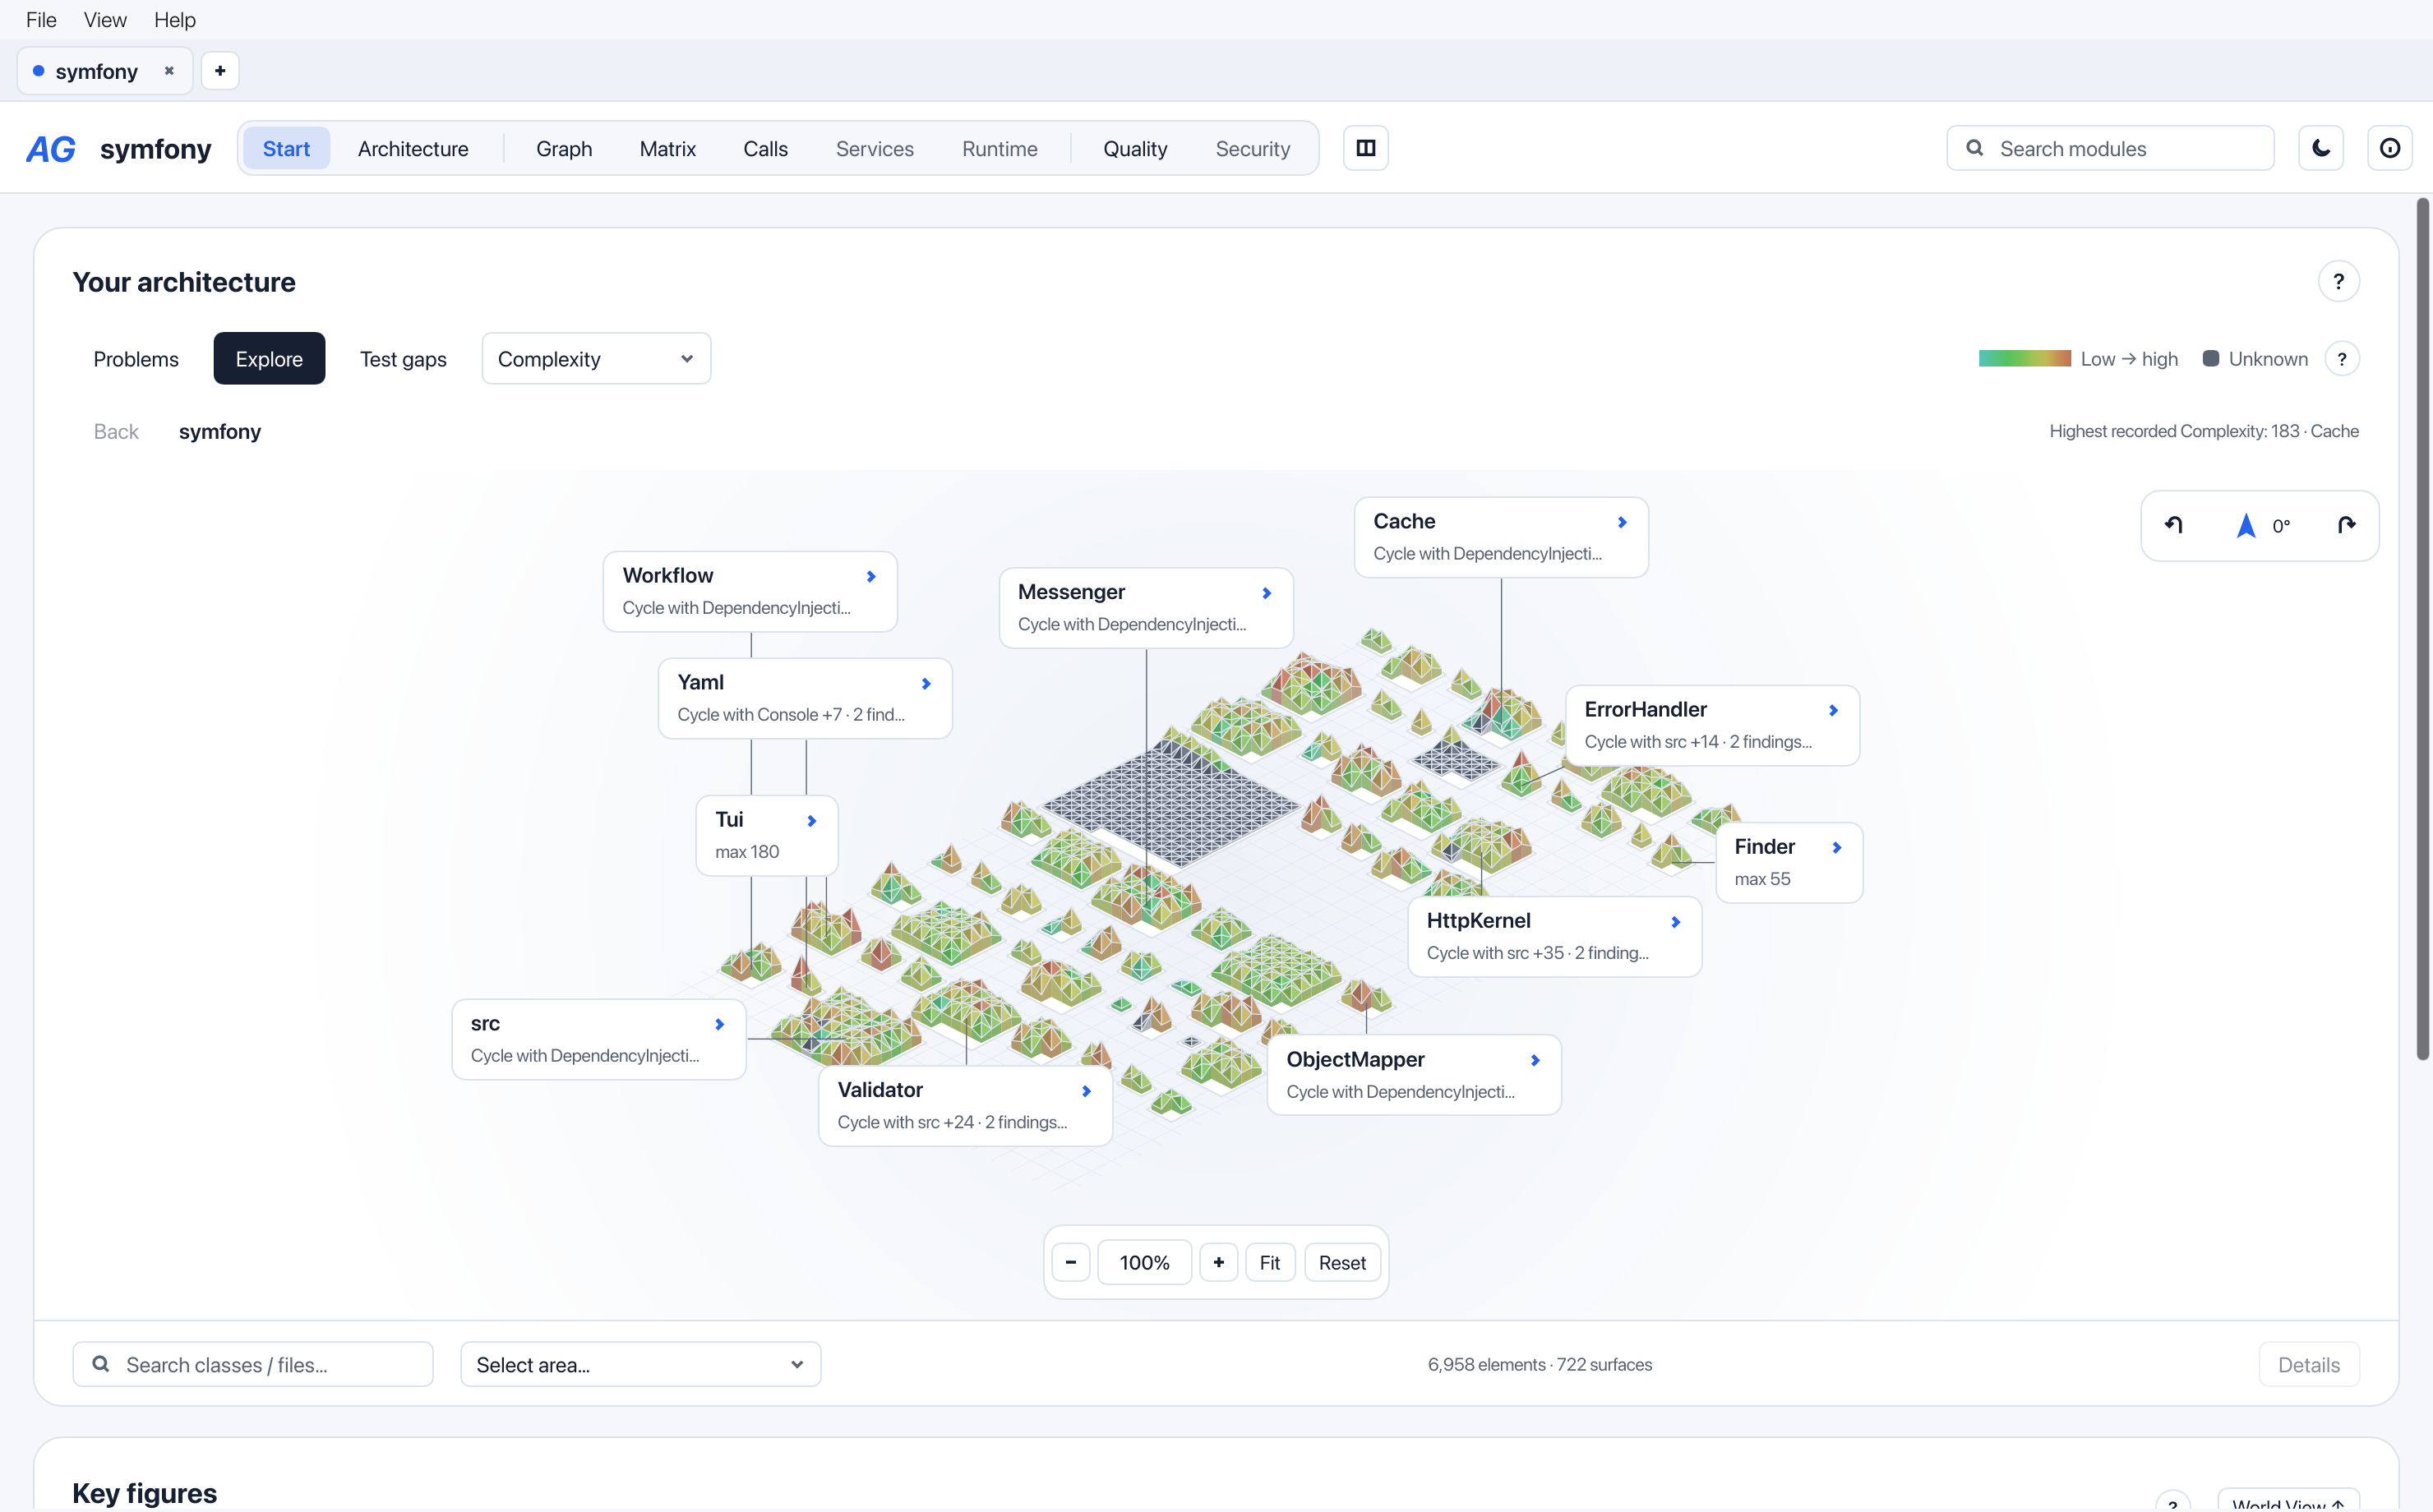 File View Help
symfony
AG symfony Start Architecture Graph Matrix Calls Services Runtime Quality Security Search modules
Your architecture ?
Problems Explore Test gaps Complexity Low → high Unknown ?
Back symfony Highest recorded Complexity: 183 · Cache
0°
Cache
Cycle with DependencyInjecti...
Workflow
Cycle with DependencyInjecti...
Messenger
Cycle with DependencyInjecti...
Yaml
Cycle with Console +7 · 2 find...
ErrorHandler
Cycle with src +14 · 2 findings...
Tui
max 180
Finder
max 55
HttpKernel
Cycle with src +35 · 2 finding...
src
Cycle with DependencyInjecti...
ObjectMapper
Cycle with DependencyInjecti...
Validator
Cycle with src +24 · 2 findings...
− 100% + Fit Reset
Search classes / files... Select area... 6,958 elements · 722 surfaces Details
Key figures ? World View ↑